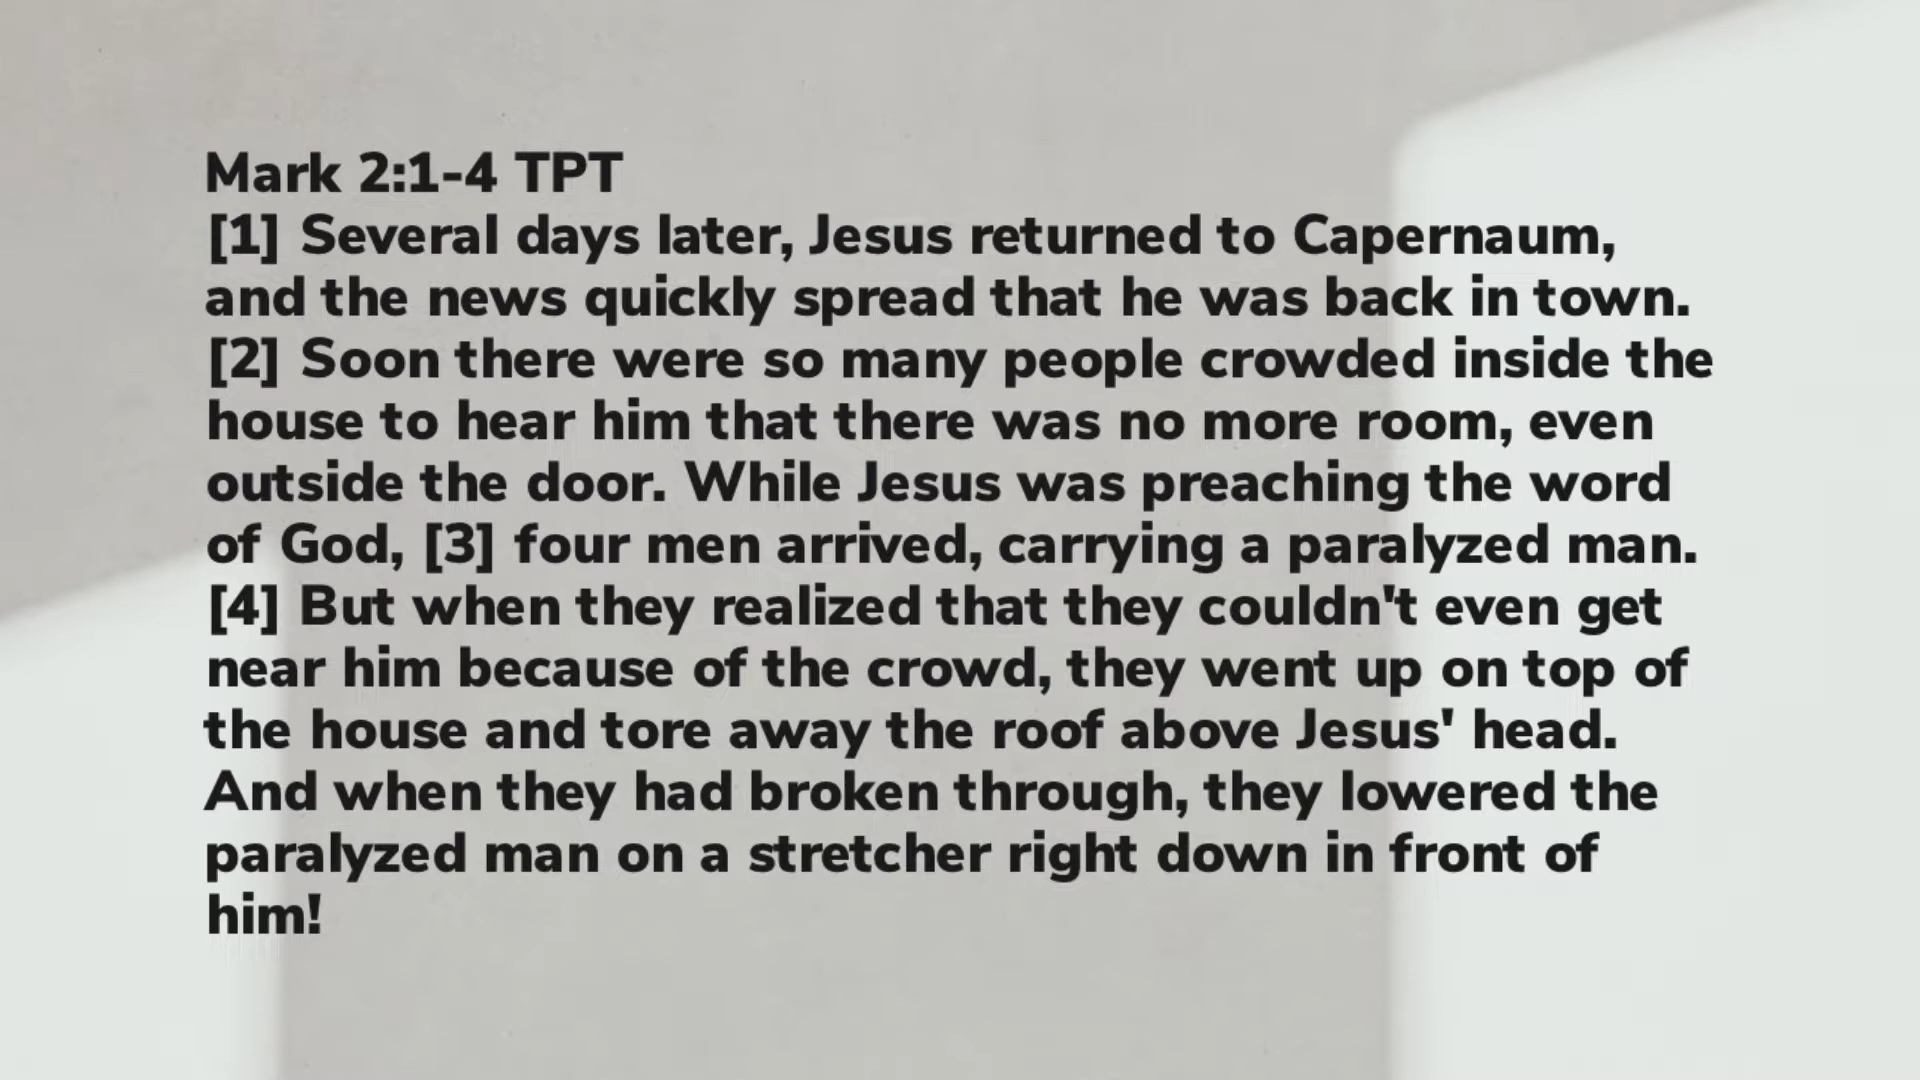 Mark 2:1-4 TPT
[1] Several days later, Jesus returned to Capernaum,
and the news quickly spread that he was back in town.
[2] Soon there were so many people crowded inside the
house to hear him that there was no more room, even
outside the door. While Jesus was preaching the word
of God, [3] four men arrived, carrying a paralyzed man.
[4] But when they realized that they couldn't even get
near him because of the crowd, they went up on top of
the house and tore away the roof above Jesus' head.
And when they had broken through, they lowered the
paralyzed man on a stretcher right down in front of
him!